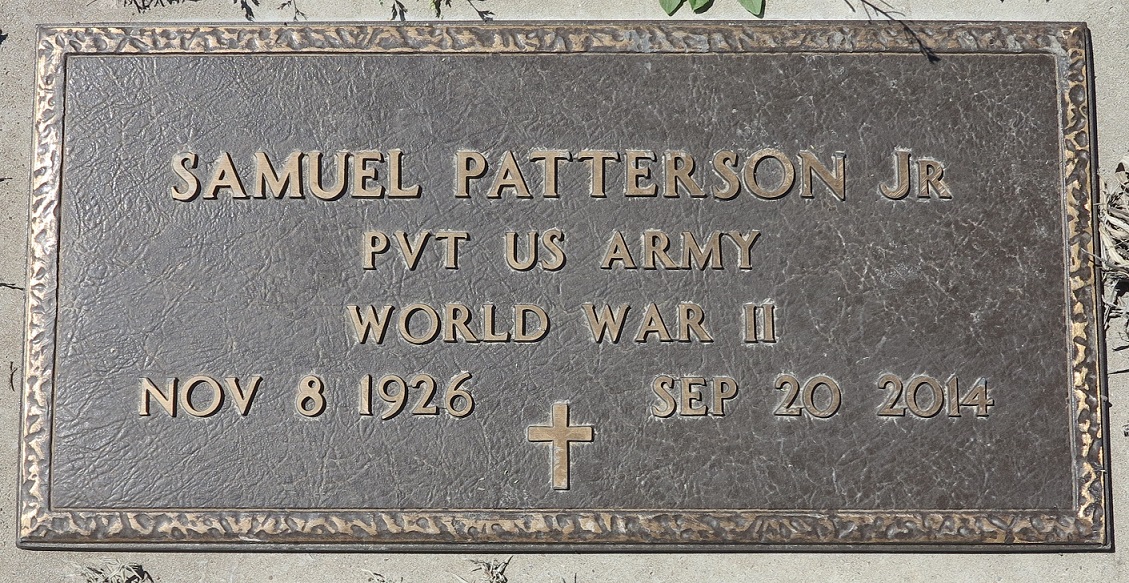 SAMUEL PATTERSON JR
PVT US ARMY
WORLD WAR II
NOV 8 1926 SEP 20 2014